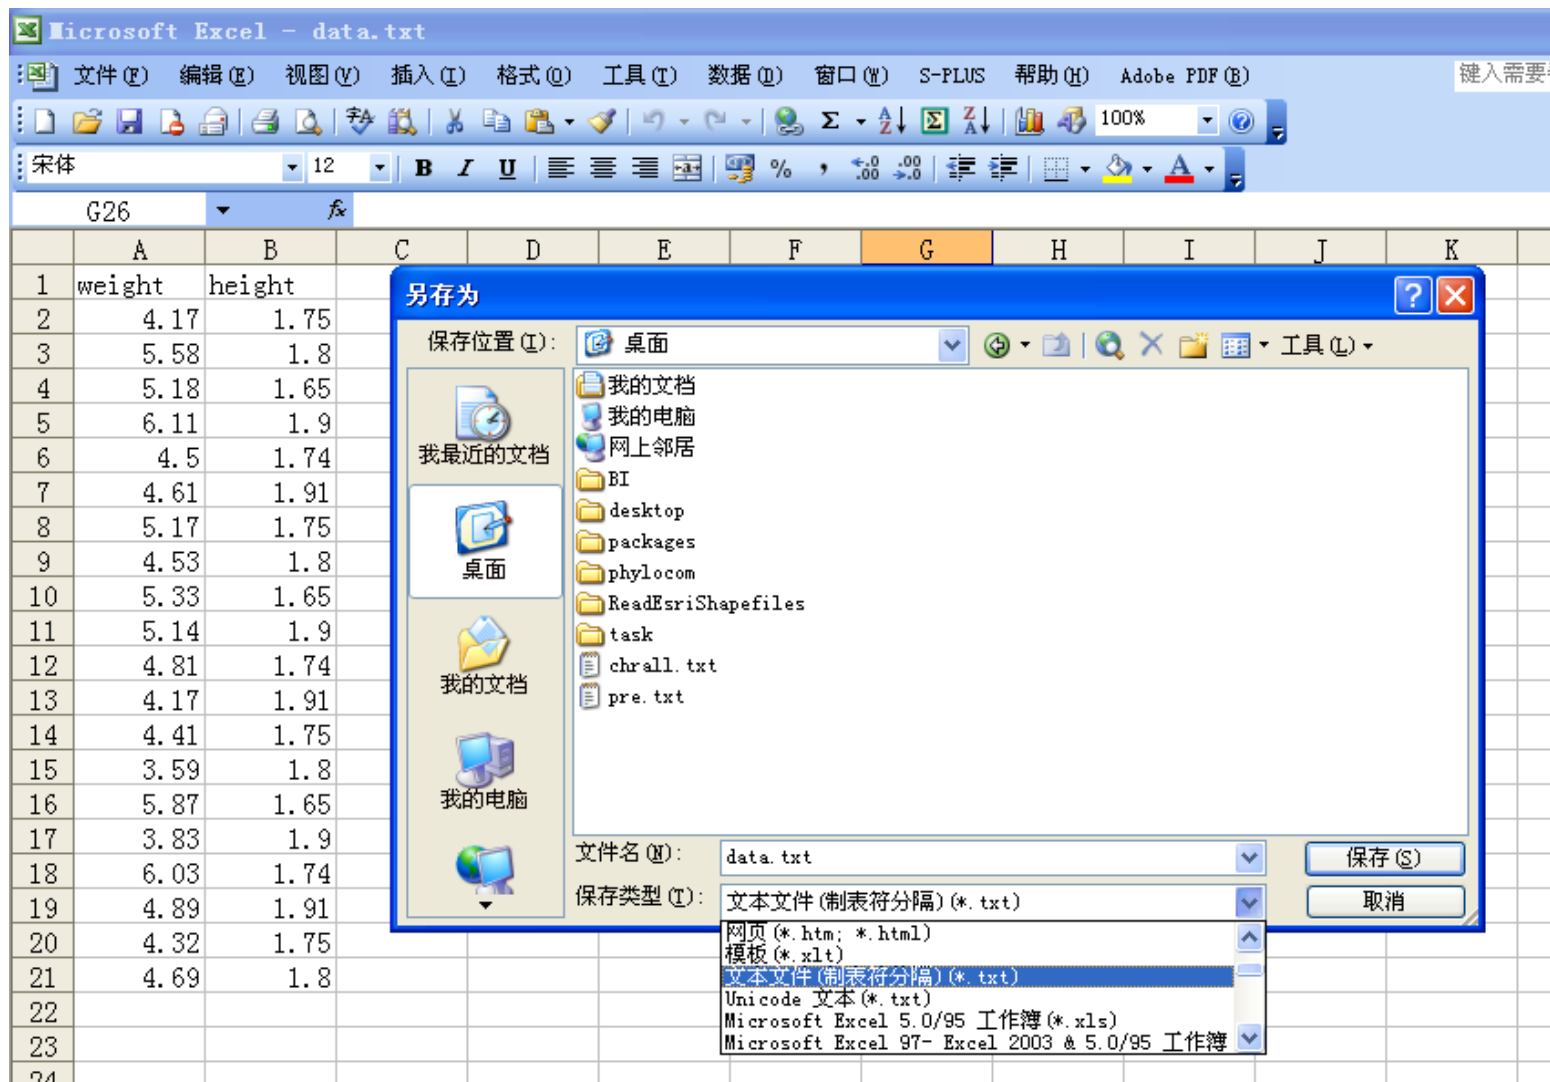 Microsoft Excel - data.txt
文件(F) 编辑(E) 视图(V) 插入(I) 格式(O) 工具(T) 数据(D) 窗口(W) S-PLUS 帮助(H) Adobe PDF(B) 键入需要
100%
宋体 12 B I U
G26 fx
A B C D E F G H I J K
1 weight height
2 4.17 1.75
3 5.58 1.8
4 5.18 1.65
5 6.11 1.9
6 4.5 1.74
7 4.61 1.91
8 5.17 1.75
9 4.53 1.8
10 5.33 1.65
11 5.14 1.9
12 4.81 1.74
13 4.17 1.91
14 4.41 1.75
15 3.59 1.8
16 5.87 1.65
17 3.83 1.9
18 6.03 1.74
19 4.89 1.91
20 4.32 1.75
21 4.69 1.8
22
23
24
另存为
保存位置(I): 桌面 工具(L)
我最近的文档
桌面
我的文档
我的电脑
我的文档
我的电脑
网上邻居
BI
desktop
packages
phylocom
ReadEsriShapefiles
task
chrall.txt
pre.txt
文件名(N): data.txt 保存(S)
保存类型(T): 文本文件(制表符分隔)(*.txt) 取消
网页(*.htm; *.html)
模板(*.xlt)
文本文件(制表符分隔)(*.txt)
Unicode 文本(*.txt)
Microsoft Excel 5.0/95 工作簿(*.xls)
Microsoft Excel 97- Excel 2003 & 5.0/95 工作簿